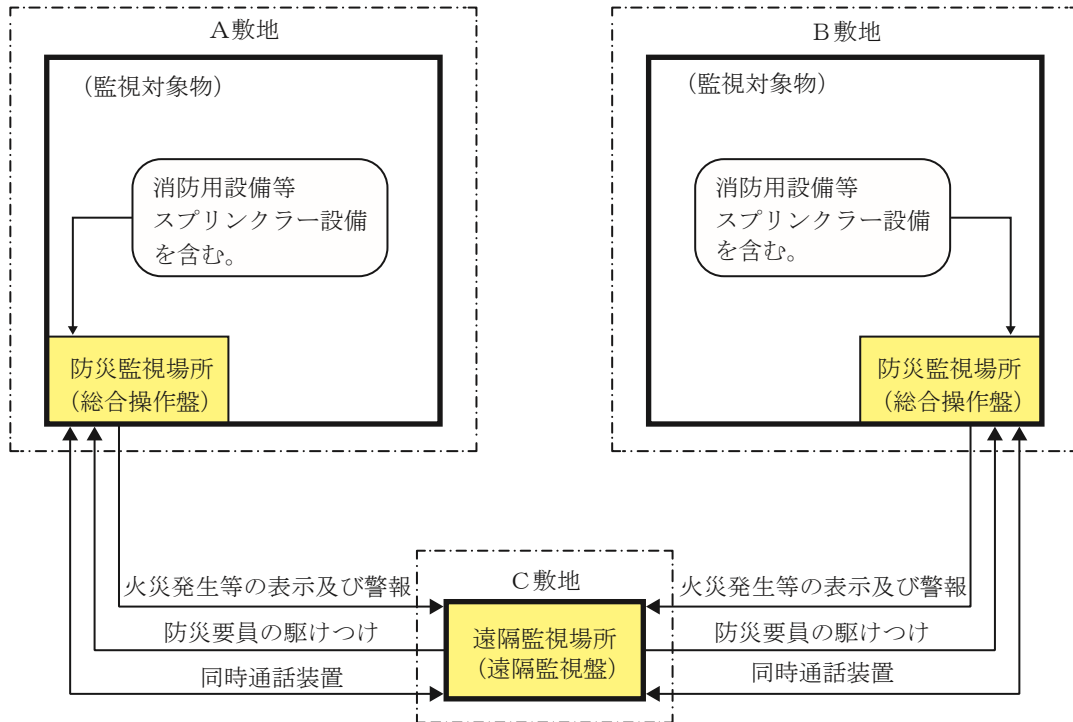 A敷地
(監視対象物)
消防用設備等
スプリンクラー設備
を含む。
防災監視場所
(総合操作盤)
B敷地
(監視対象物)
消防用設備等
スプリンクラー設備
を含む。
防災監視場所
(総合操作盤)
火災発生等の表示及び警報
防災要員の駆けつけ
同時通話装置
C敷地
遠隔監視場所
(遠隔監視盤)
火災発生等の表示及び警報
防災要員の駆けつけ
同時通話装置